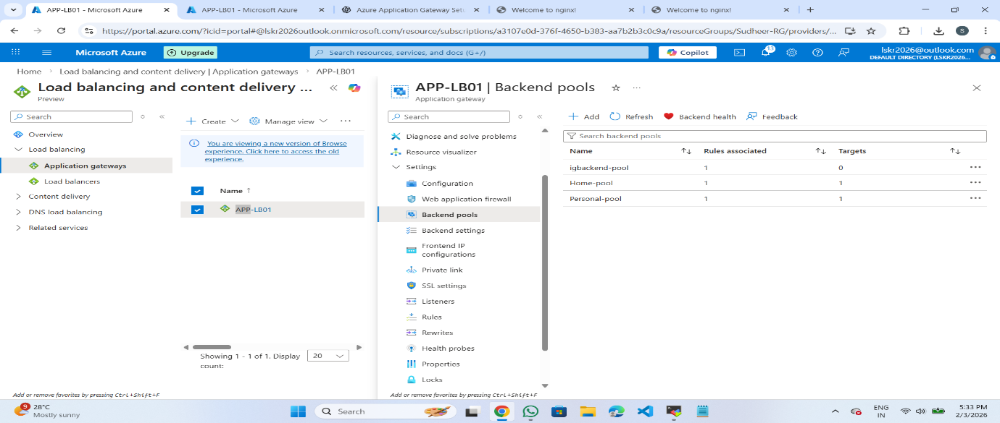 APP-LB01 - Microsoft Azure
APP-LB01 - Microsoft Azure
Azure Application Gateway Setu
Welcome to nginx!
Welcome to nginx!
https://portal.azure.com/?icid=portal#@lskr2026outlook.onmicrosoft.com/resource/subscriptions/a3107e0d-376f-4650-b383-aa7b2b3c0c9a/resourceGroups/Sudheer-RG/providers/...
S
Microsoft Azure
Upgrade
Search resources, services, and docs (G+/)
Copilot
13
lskr2026@outlook.com
DEFAULT DIRECTORY (LSKR2026...
Home > Load balancing and content delivery | Application gateways > APP-LB01
Load balancing and content delivery ...
Preview
Search
Overview
Load balancing
Application gateways
Load balancers
Content delivery
DNS load balancing
Related services
Add or remove favorites by pressing Ctrl+Shift+F
Create
Manage view
...
You are viewing a new version of Browse
experience. Click here to access the old
experience.
Name ↑
APP-LB01
Showing 1 - 1 of 1. Display
count:
20
APP-LB01 | Backend pools
...
Application gateway
Search
Diagnose and solve problems
Resource visualizer
Settings
Configuration
Web application firewall
Backend pools
Backend settings
Frontend IP
configurations
Private link
SSL settings
Listeners
Rules
Rewrites
Health probes
Properties
Locks
Add or remove favorites by pressing Ctrl+Shift+F
Add
Refresh
Backend health
Feedback
Search backend pools
Name ↑↓ Rules associated ↑↓ Targets ↑↓
igbackend-pool 1 0 ...
Home-pool 1 1 ...
Personal-pool 1 1 ...
9
28°C
Mostly sunny
Search
ENG
IN
5:33 PM
2/3/2026